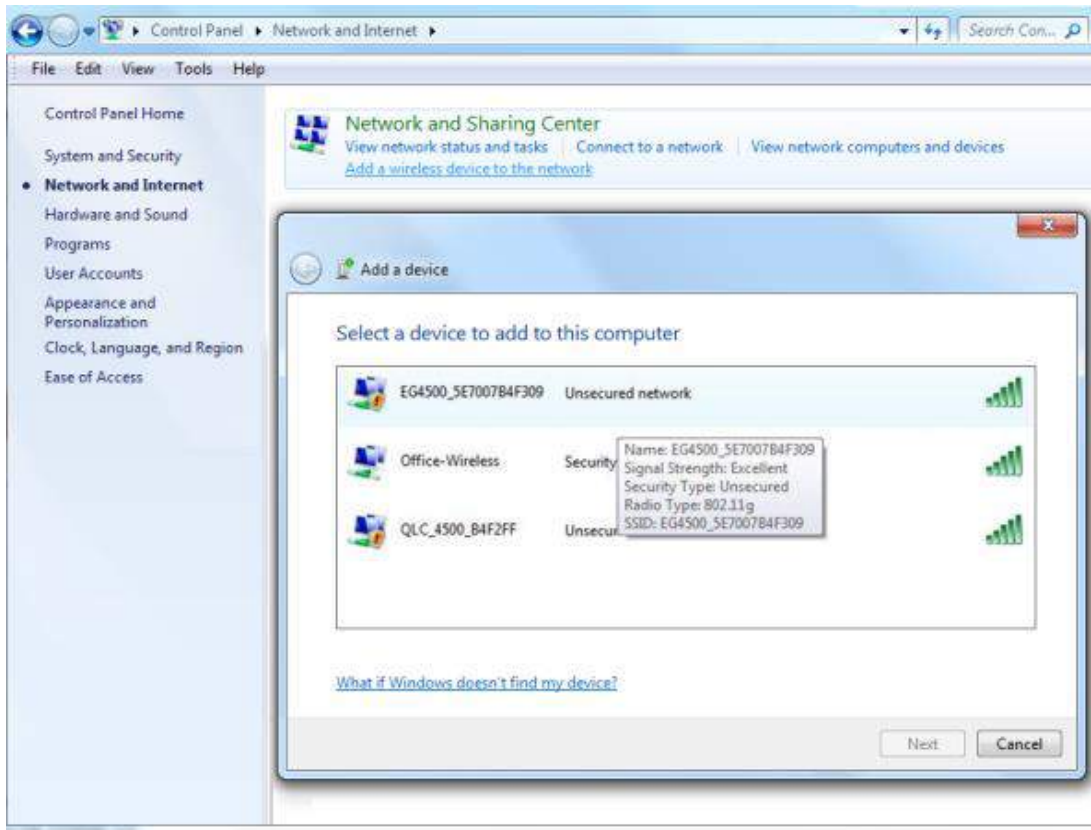 Control Panel Network and Internet Search Con...
File Edit View Tools Help
Control Panel Home
System and Security
Network and Internet
Hardware and Sound
Programs
User Accounts
Appearance and
Personalization
Clock, Language, and Region
Ease of Access
Network and Sharing Center
View network status and tasks Connect to a network View network computers and devices
Add a wireless device to the network
Add a device
Select a device to add to this computer
EG4500_5E7007B4F309 Unsecured network
Office-Wireless Security
Name: EG4500_5E7007B4F309
Signal Strength: Excellent
Security Type: Unsecured
Radio Type: 802.11g
SSID: EG4500_5E7007B4F309
QLC_4500_B4F2FF Unsecur
What if Windows doesn't find my device?
Next Cancel